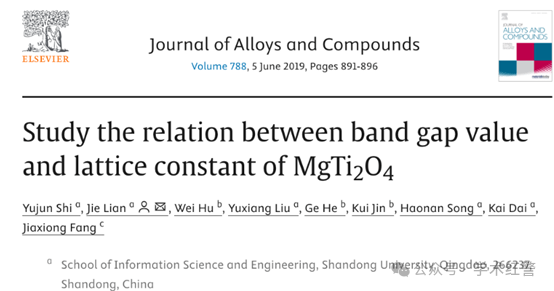 Journal of Alloys and Compounds
Volume 788, 5 June 2019, Pages 891-896
ELSEVIER
JOURNAL OF ALLOYS AND COMPOUNDS
Study the relation between band gap value
and lattice constant of MgTi2O4
Yujun Shi a, Jie Lian a, Wei Hu b, Yuxiang Liu a, Ge He b, Kui Jin b, Haonan Song a, Kai Dai a,
Jiaxiong Fang c
a School of Information Science and Engineering, Shandong University, Qingdao, 266237,
Shandong, China
公众号 · 学术红警